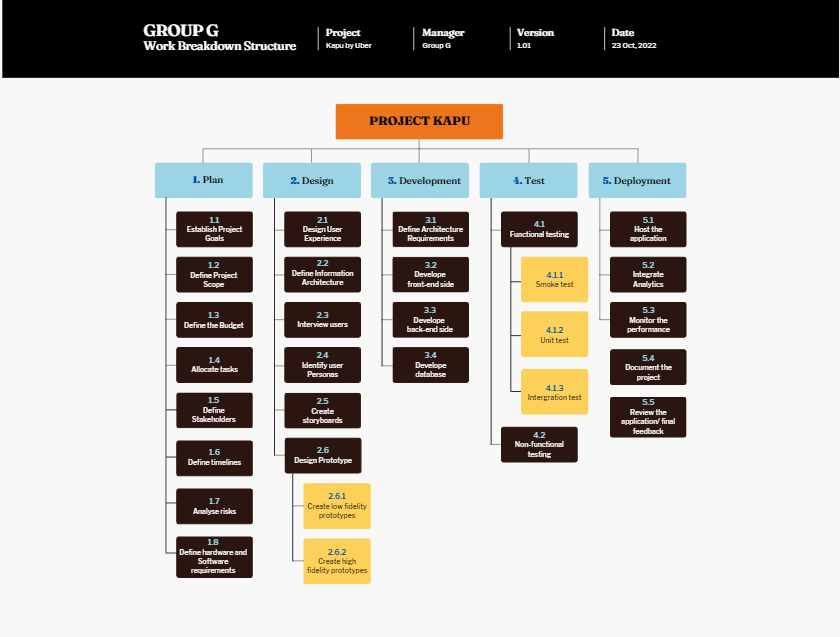 GROUP G
Work Breakdown Structure
Project
Kapu by Uber
Manager
Group G
Version
1.01
Date
23 Oct, 2022
PROJECT KAPU
1. Plan
2. Design
3. Development
4. Test
5. Deployment
1.1
Establish Project
Goals
1.2
Define Project
Scope
1.3
Define the Budget
1.4
Allocate tasks
1.5
Define
Stakeholders
1.6
Define timelines
1.7
Analyse risks
1.8
Define hardware and
Software
requirements
2.1
Design User
Experience
2.2
Define Information
Architecture
2.3
Interview users
2.4
Identify user
Personas
2.5
Create
storyboards
2.6
Design Prototype
2.6.1
Create low fidelity
prototypes
2.6.2
Create high
fidelity prototypes
3.1
Define Architecture
Requirements
3.2
Develope
front-end side
3.3
Develope
back-end side
3.4
Develope
database
4.1
Functional testing
4.1.1
Smoke test
4.1.2
Unit test
4.1.3
Intergration test
4.2
Non-functional
testing
5.1
Host the
application
5.2
Integrate
Analytics
5.3
Monitor the
performance
5.4
Document the
project
5.5
Review the
application/ final
feedback